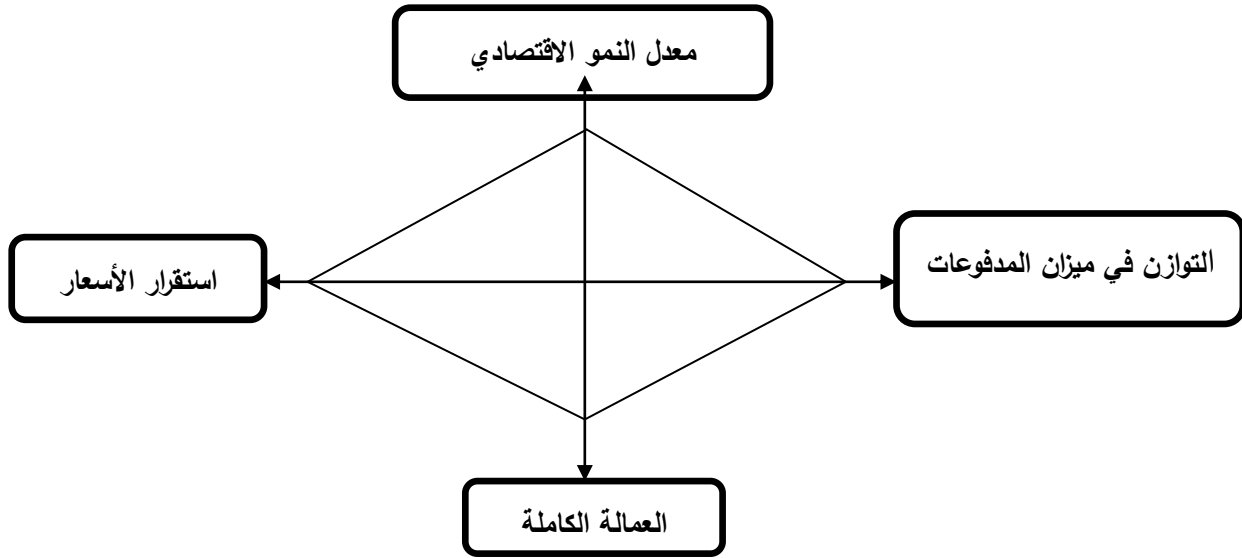 معدل النمو الاقتصادي
التوازن في ميزان المدفوعات
استقرار الأسعار
العمالة الكاملة